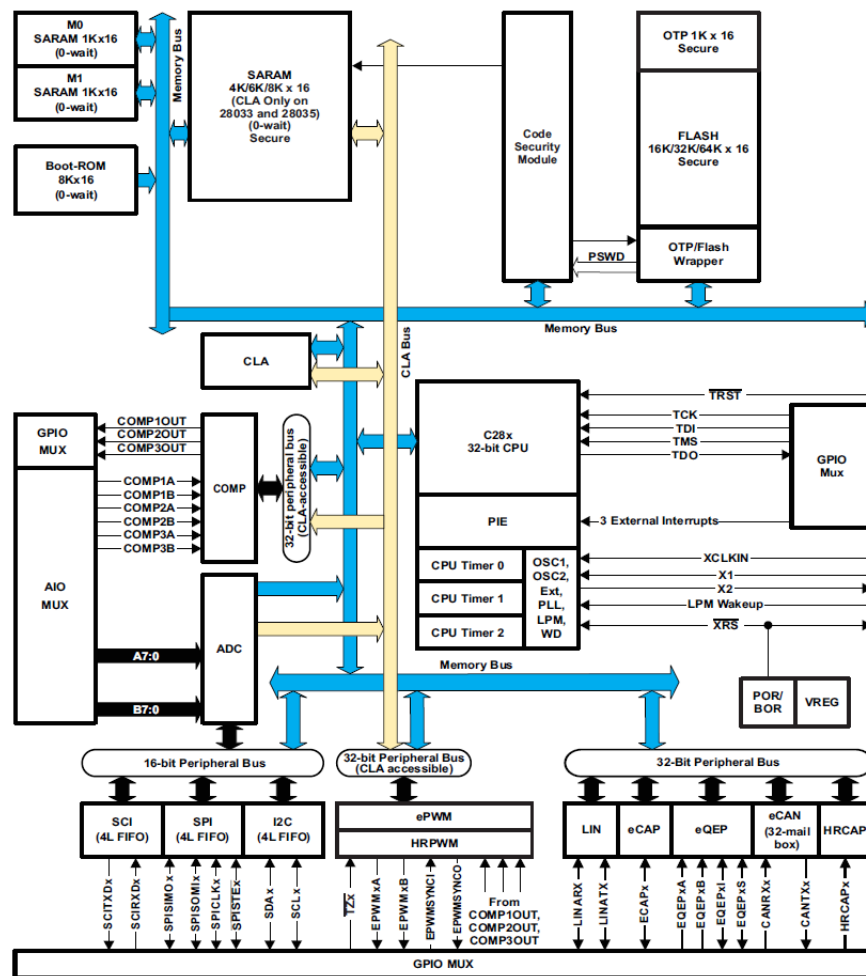 M0
SARAM 1Kx16
(0-wait)
M1
SARAM 1Kx16
(0-wait)
Boot-ROM
8Kx16
(0-wait)
Memory Bus
SARAM
4K/6K/8K x 16
(CLA Only on
28033 and 28035)
(0-wait)
Secure
Code
Security
Module
OTP 1K x 16
Secure
FLASH
16K/32K/64K x 16
Secure
OTP/Flash
Wrapper
PSWD
Memory Bus
CLA Bus
CLA
GPIO
MUX
COMP1OUT
COMP2OUT
COMP3OUT
COMP
COMP1A
COMP1B
COMP2A
COMP2B
COMP3A
COMP3B
AIO
MUX
32-bit peripheral bus
(CLA-accessible)
ADC
A7:0
B7:0
C28x
32-bit CPU
TRST
TCK
TDI
TMS
TDO
GPIO
Mux
PIE
3 External Interrupts
CPU Timer 0
CPU Timer 1
CPU Timer 2
OSC1,
OSC2,
Ext,
PLL,
LPM,
WD
XCLKIN
X1
X2
LPM Wakeup
XRS
POR/
BOR
VREG
Memory Bus
16-bit Peripheral Bus
32-bit Peripheral Bus
(CLA accessible)
32-Bit Peripheral Bus
SCI
(4L FIFO)
SPI
(4L FIFO)
I2C
(4L FIFO)
ePWM
HRPWM
LIN
eCAP
eQEP
eCAN
(32-mail
box)
HRCAP
SCITXDx
SCIRXDx
SPISIMOx
SPISOMIx
SPICLKx
SPISTEx
SDAx
SCLx
TZx
EPWMxA
EPWMxB
EPWMSYNCI
EPWMSYNCO
From
COMP1OUT,
COMP2OUT,
COMP3OUT
LINARX
LINATX
ECAPx
EQEPxA
EQEPxB
EQEPxI
EQEPxS
CANRXx
CANTXx
HRCAPx
GPIO MUX